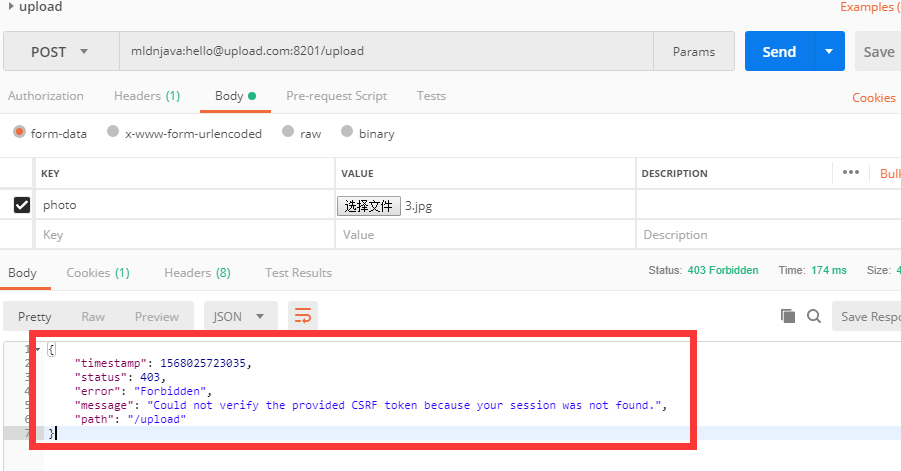 upload
Examples (
POST
mldnjava:hello@upload.com:8201/upload
Params
Send
Save
Authorization
Headers (1)
Body
Pre-request Script
Tests
Cookies
form-data
x-www-form-urlencoded
raw
binary
KEY
VALUE
DESCRIPTION
•••
Bulk
photo
选择文件 3.jpg
Key
Value
Description
Body
Cookies (1)
Headers (8)
Test Results
Status: 403 Forbidden
Time: 174 ms
Size: 4
Pretty
Raw
Preview
JSON
Save Respo
1 {
2 "timestamp": 1568025723035,
3 "status": 403,
4 "error": "Forbidden",
5 "message": "Could not verify the provided CSRF token because your session was not found.",
6 "path": "/upload"
7 }